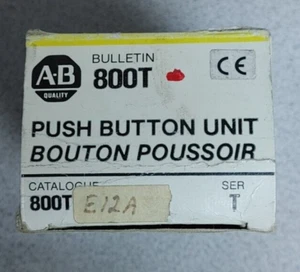 A-B
QUALITY
BULLETIN
800T
CE
PUSH BUTTON UNIT
BOUTON POUSSOIR
CATALOGUE SER
800T E12A T